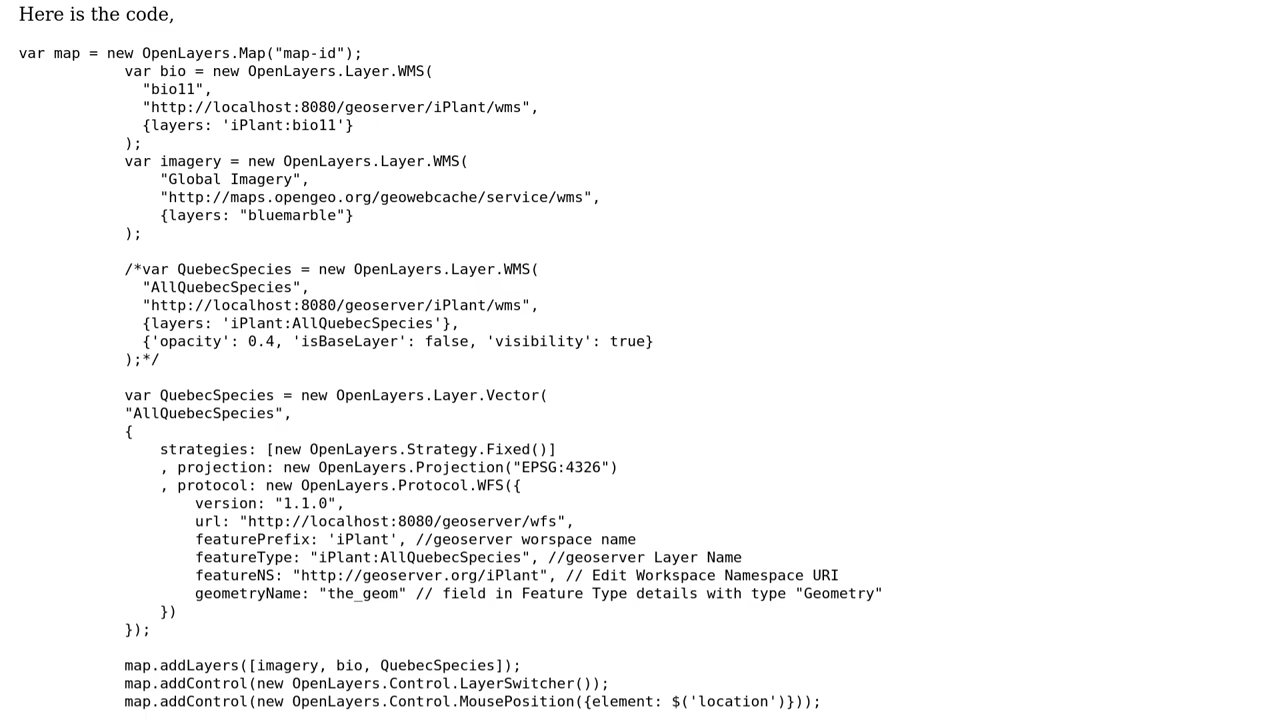 Here is the code,
var map = new OpenLayers.Map("map-id");
var bio = new OpenLayers.Layer.WMS(
"bio11",
"http://localhost:8080/geoserver/iPlant/wms",
{layers: 'iPlant:bio11'}
);
var imagery = new OpenLayers.Layer.WMS(
"Global Imagery",
"http://maps.opengeo.org/geowebcache/service/wms",
{layers: "bluemarble"}
);
/*var QuebecSpecies = new OpenLayers.Layer.WMS(
"AllQuebecSpecies",
"http://localhost:8080/geoserver/iPlant/wms",
{layers: 'iPlant:AllQuebecSpecies'},
{'opacity': 0.4, 'isBaseLayer': false, 'visibility': true}
);*/
var QuebecSpecies = new OpenLayers.Layer.Vector(
"AllQuebecSpecies",
{
strategies: [new OpenLayers.Strategy.Fixed()]
, projection: new OpenLayers.Projection("EPSG:4326")
, protocol: new OpenLayers.Protocol.WFS({
version: "1.1.0",
url: "http://localhost:8080/geoserver/wfs",
featurePrefix: 'iPlant', //geoserver worspace name
featureType: "iPlant:AllQuebecSpecies", //geoserver Layer Name
featureNS: "http://geoserver.org/iPlant", // Edit Workspace Namespace URI
geometryName: "the_geom" // field in Feature Type details with type "Geometry"
})
});
map.addLayers([imagery, bio, QuebecSpecies]);
map.addControl(new OpenLayers.Control.LayerSwitcher());
map.addControl(new OpenLayers.Control.MousePosition({element: $('location')}));